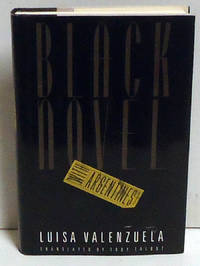 BLACK
NOVEL
WITH
ARGENTINES
LUISA VALENZUELA
TRANSLATED BY TOBY TALBOT